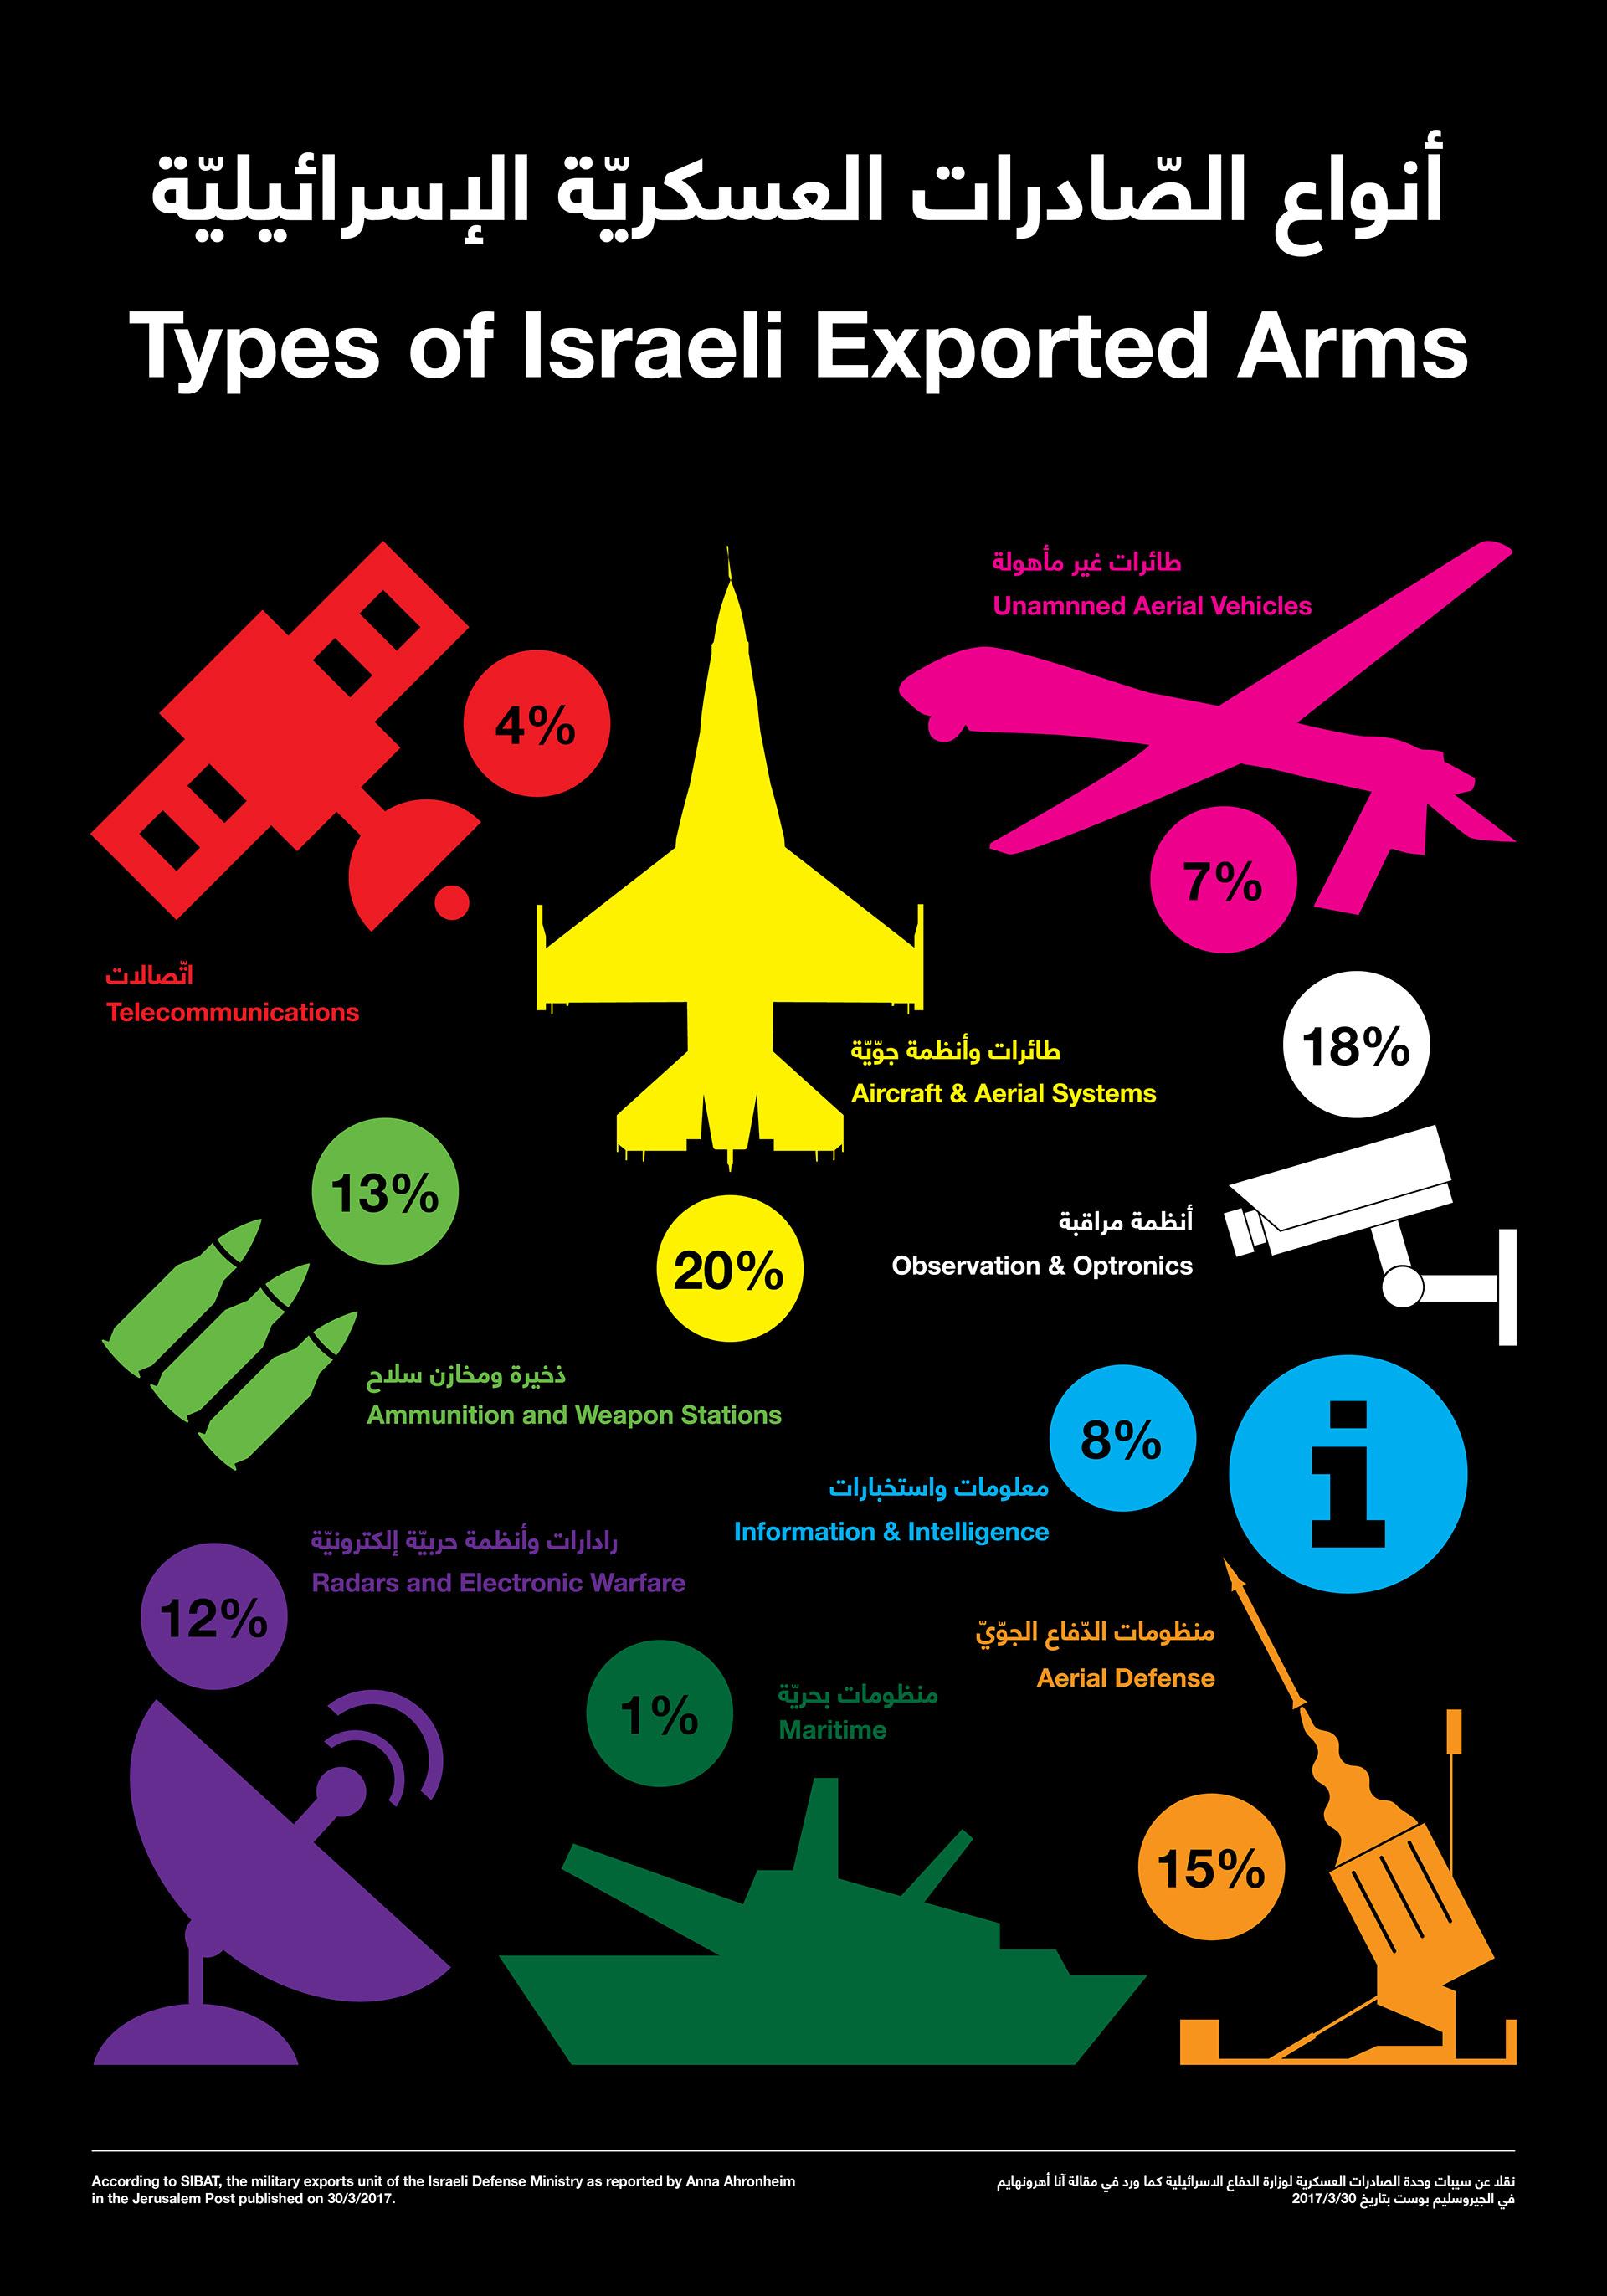 أنواع الصّادرات العسكريّة الإسرائيليّة
Types of Israeli Exported Arms
طائرات غير مأهولة
Unamnned Aerial Vehicles
4%
7%
اتّصالات
Telecommunications
18%
طائرات وأنظمة جوّيّة
Aircraft & Aerial Systems
13%
20%
أنظمة مراقبة
Observation & Optronics
ذخيرة ومخازن سلاح
Ammunition and Weapon Stations
8%
i
معلومات واستخبارات
Information & Intelligence
رادارات وأنظمة حربيّة إلكترونيّة
Radars and Electronic Warfare
12%
منظومات الدّفاع الجوّيّ
Aerial Defense
1%
منظومات بحريّة
Maritime
15%
According to SIBAT, the military exports unit of the Israeli Defense Ministry as reported by Anna Ahronheim
in the Jerusalem Post published on 30/3/2017.
نقلا عن سيبات وحدة الصادرات العسكرية لوزارة الدفاع الاسرائيلية كما ورد في مقالة آنا أهرونهايم
في الجيروسليم بوست بتاريخ 2017/3/30